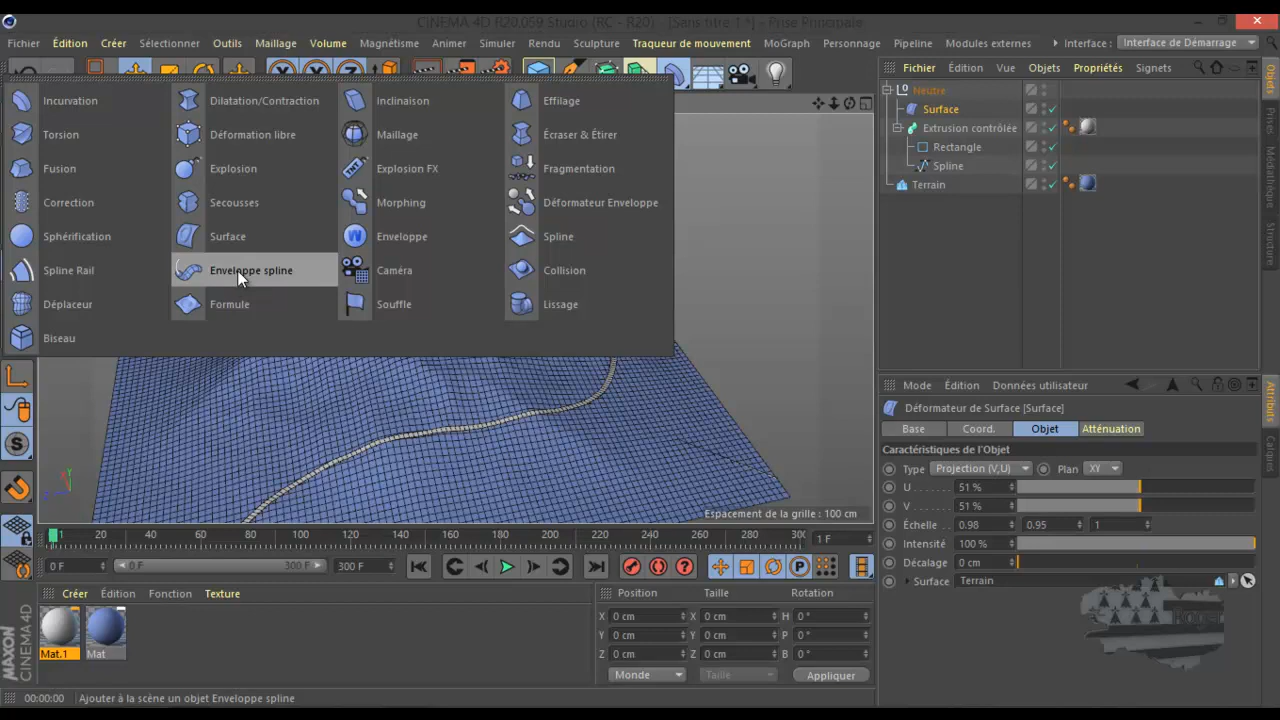 CINEMA 4D R20.059 Studio (RC - R20) - [Sans titre 1 *] - Prise Principale
Fichier Édition Créer Sélectionner Outils Maillage Volume Magnétisme Animer Simuler Rendu Sculpture Traqueur de mouvement MoGraph Personnage Pipeline Modules externes Interface : Interface de Démarrage
Fichier Édition Vue Objets Propriétés Signets
Incurvation Dilatation/Contraction Inclinaison Effilage
Torsion Déformation libre Maillage Écraser & Étirer
Fusion Explosion Explosion FX Fragmentation
Correction Secousses Morphing Déformateur Enveloppe
Sphérification Surface Enveloppe Spline
Spline Rail Enveloppe spline Caméra Collision
Déplaceur Formule Souffle Lissage
Biseau
Neutre
Surface
Extrusion contrôlée
Rectangle
Spline
Terrain
Objets
Prises
Médiathèque
Structure
Mode Édition Données utilisateur
Déformateur de Surface [Surface]
Base Coord. Objet Atténuation
Caractéristiques de l'Objet
Type Projection (V,U) Plan XY
U 51 %
V 51 %
Échelle 0.98 0.95 1
Intensité 100 %
Décalage 0 cm
Surface Terrain
Attributs
Calques
Espacement de la grille : 100 cm
1 20 40 60 80 100 120 140 160 180 200 220 240 260 280 300 1 F
0 F 0 F 300 F 300 F
Créer Édition Fonction Texture
Mat.1 Mat
Position Taille Rotation
X 0 cm X 0 cm H 0 °
Y 0 cm Y 0 cm P 0 °
Z 0 cm Z 0 cm B 0 °
Monde Taille Appliquer
MAXON
CINEMA 4D
00:00:00 Ajouter à la scène un objet Enveloppe spline